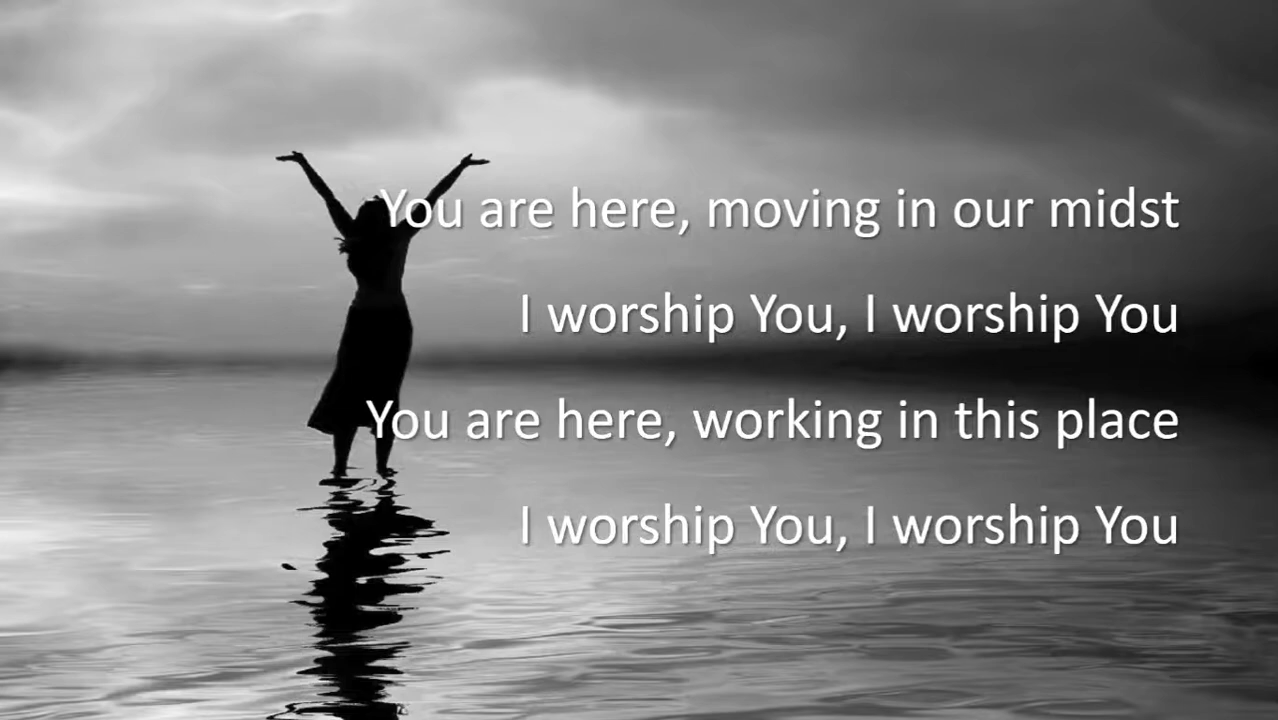 You are here, moving in our midst
I worship You, I worship You
You are here, working in this place
I worship You, I worship You